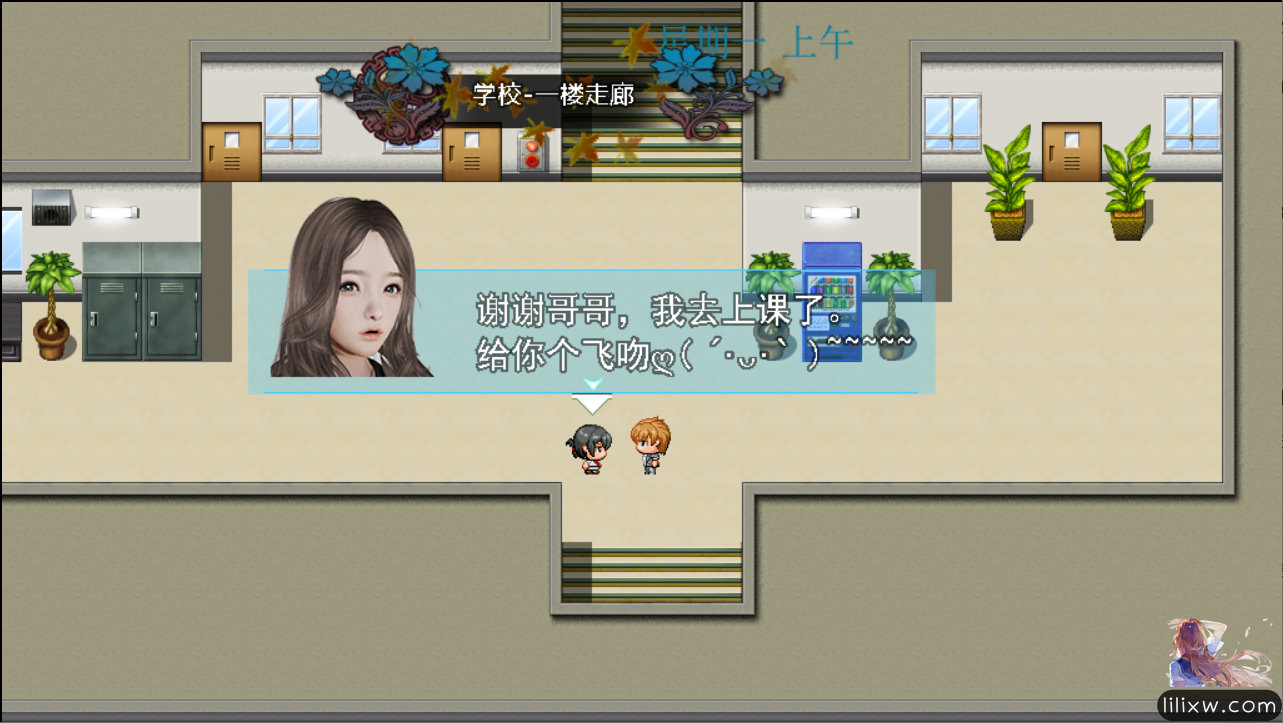 星期一 上午
学校-一楼走廊
谢谢哥哥，我去上课了。
给你个飞吻ღ( ´･ᴗ･` )~~~~~
lilixw.com